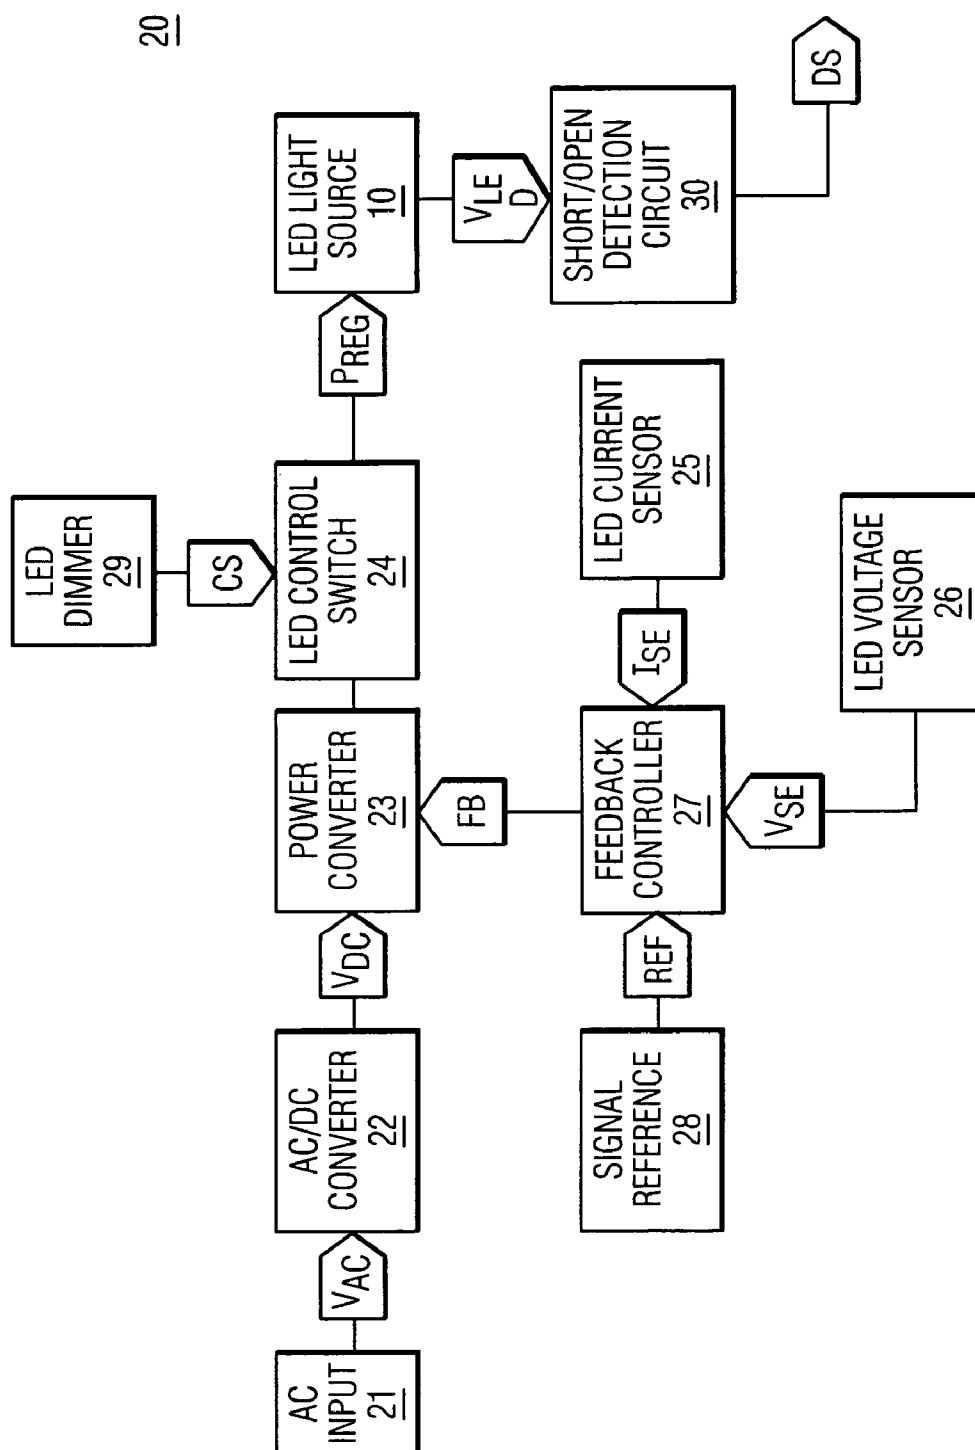 20
LED
DIMMER
29
CS
AC
INPUT
21
VAC
AC/DC
CONVERTER
22
VDC
POWER
CONVERTER
23
LED CONTROL
SWITCH
24
PREG
LED LIGHT
SOURCE
10
FB
VLE
D
SIGNAL
REFERENCE
28
REF
FEEDBACK
CONTROLLER
27
ISE
LED CURRENT
SENSOR
25
SHORT/OPEN
DETECTION
CIRCUIT
30
VSE
LED VOLTAGE
SENSOR
26
DS